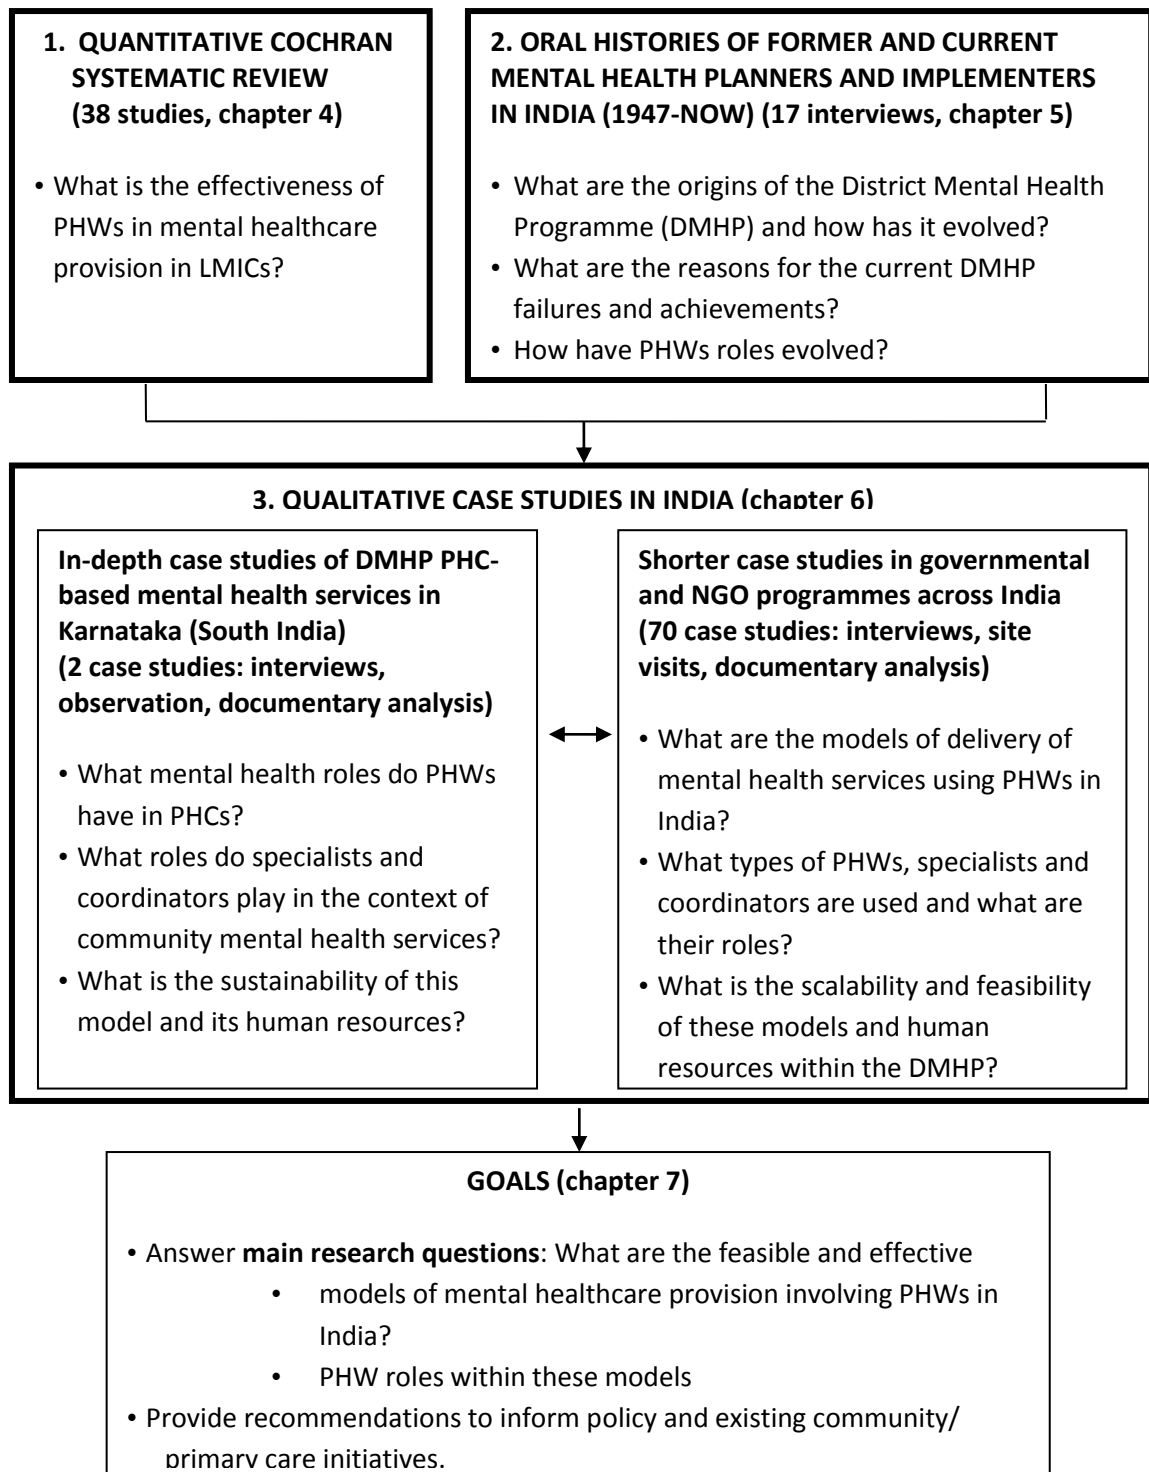 1. QUANTITATIVE COCHRAN
SYSTEMATIC REVIEW
(38 studies, chapter 4)
• What is the effectiveness of
PHWs in mental healthcare
provision in LMICs?
2. ORAL HISTORIES OF FORMER AND CURRENT
MENTAL HEALTH PLANNERS AND IMPLEMENTERS
IN INDIA (1947-NOW) (17 interviews, chapter 5)
• What are the origins of the District Mental Health
Programme (DMHP) and how has it evolved?
• What are the reasons for the current DMHP
failures and achievements?
• How have PHWs roles evolved?
3. QUALITATIVE CASE STUDIES IN INDIA (chapter 6)
In-depth case studies of DMHP PHC-
based mental health services in
Karnataka (South India)
(2 case studies: interviews,
observation, documentary analysis)
• What mental health roles do PHWs
have in PHCs?
• What roles do specialists and
coordinators play in the context of
community mental health services?
• What is the sustainability of this
model and its human resources?
Shorter case studies in governmental
and NGO programmes across India
(70 case studies: interviews, site
visits, documentary analysis)
• What are the models of delivery of
mental health services using PHWs in
India?
• What types of PHWs, specialists and
coordinators are used and what are
their roles?
• What is the scalability and feasibility
of these models and human
resources within the DMHP?
GOALS (chapter 7)
• Answer main research questions: What are the feasible and effective
• models of mental healthcare provision involving PHWs in
India?
• PHW roles within these models
• Provide recommendations to inform policy and existing community/
primary care initiatives.